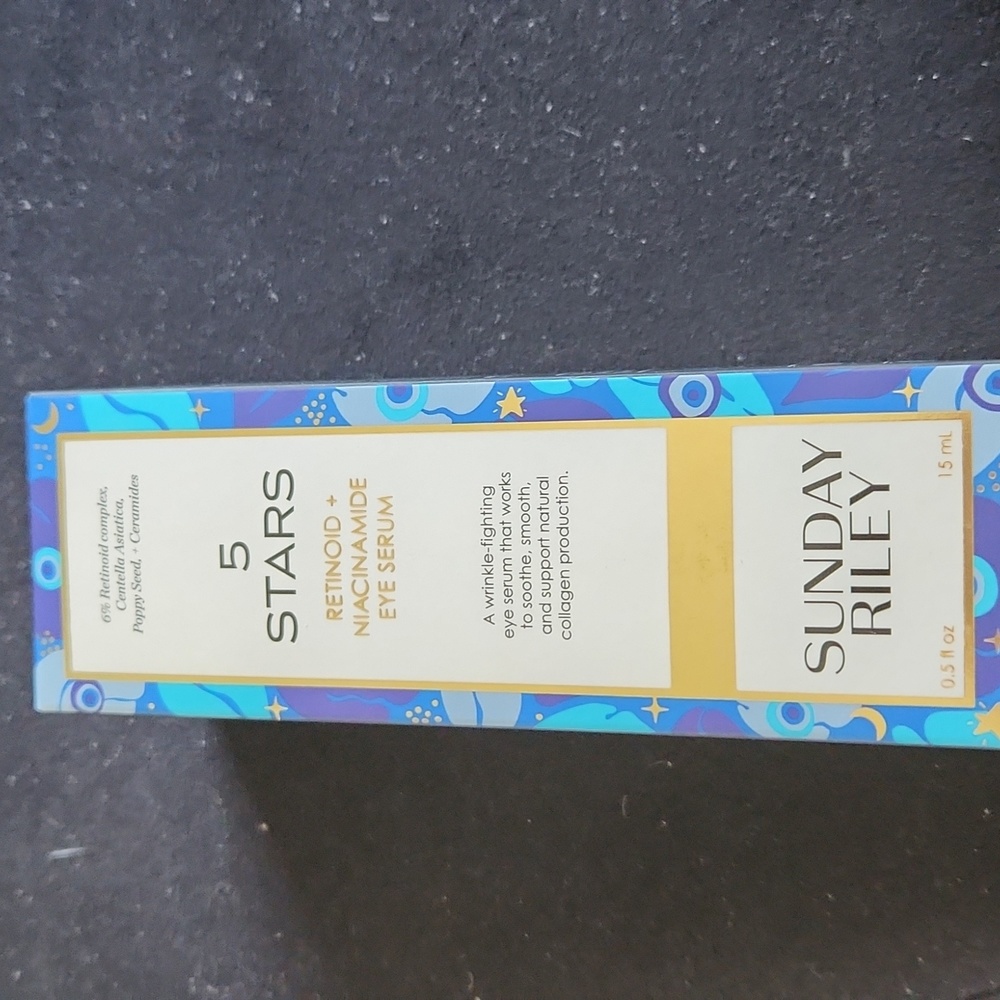 6% Retinoid complex,
Centella Asiatica,
Poppy Seed, + Ceramides
5
STARS
RETINOID +
NIACINAMIDE
EYE SERUM
A wrinkle-fighting
eye serum that works
to soothe, smooth,
and support natural
collagen production.
SUNDAY
RILEY
0.5 fl oz 15 mL